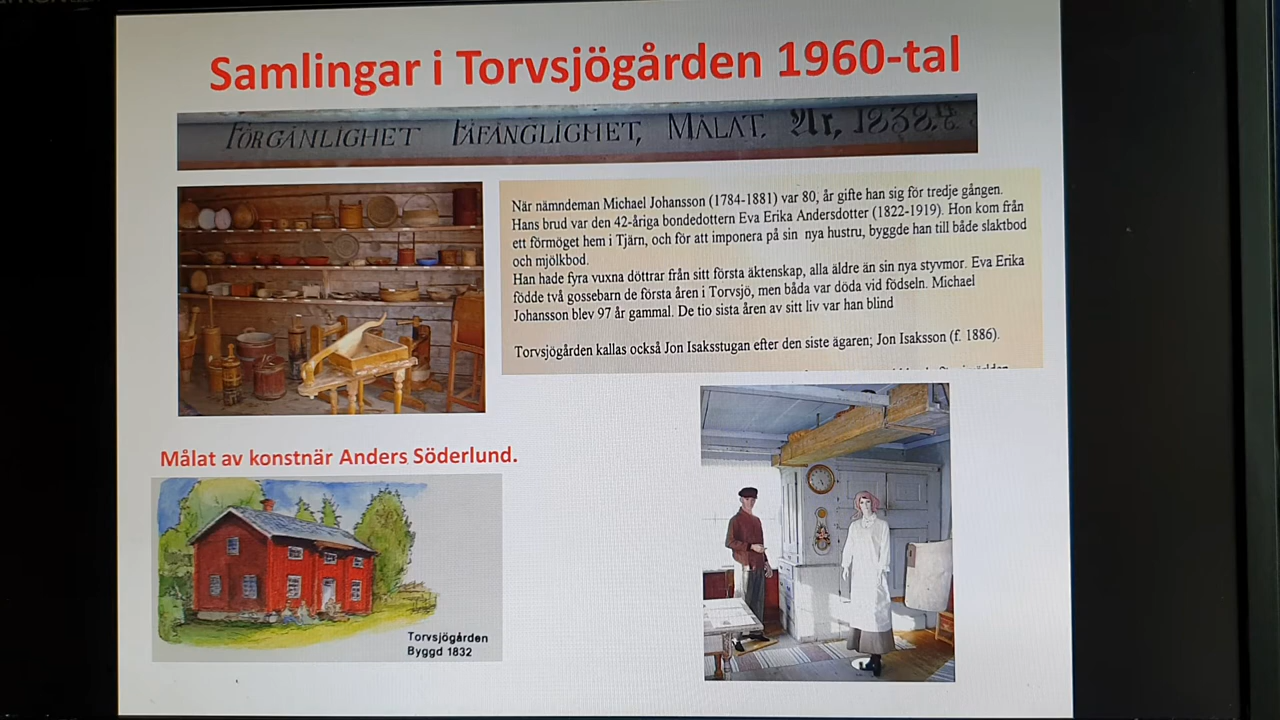 Samlingar i Torvsjögården 1960-tal
FÖRGÄNLIGHET FÅFÄNGLIGHET, MÅLAT. År, 1838.
När nämndeman Michael Johansson (1784-1881) var 80, år gifte han sig för tredje gången.
Hans brud var den 42-åriga bondedottern Eva Erika Andersdotter (1822-1919). Hon kom från
ett förmöget hem i Tjärn, och för att imponera på sin nya hustru, byggde han till både slaktbod
och mjölkbod.
Han hade fyra vuxna döttrar från sitt första äktenskap, alla äldre än sin nya styvmor. Eva Erika
födde två gossebarn de första åren i Torvsjö, men båda var döda vid födseln. Michael
Johansson blev 97 år gammal. De tio sista åren av sitt liv var han blind
Torvsjögården kallas också Jon Isaksstugan efter den siste ägaren; Jon Isaksson (f. 1886).
Målat av konstnär Anders Söderlund.
Torvsjögården
Byggd 1832